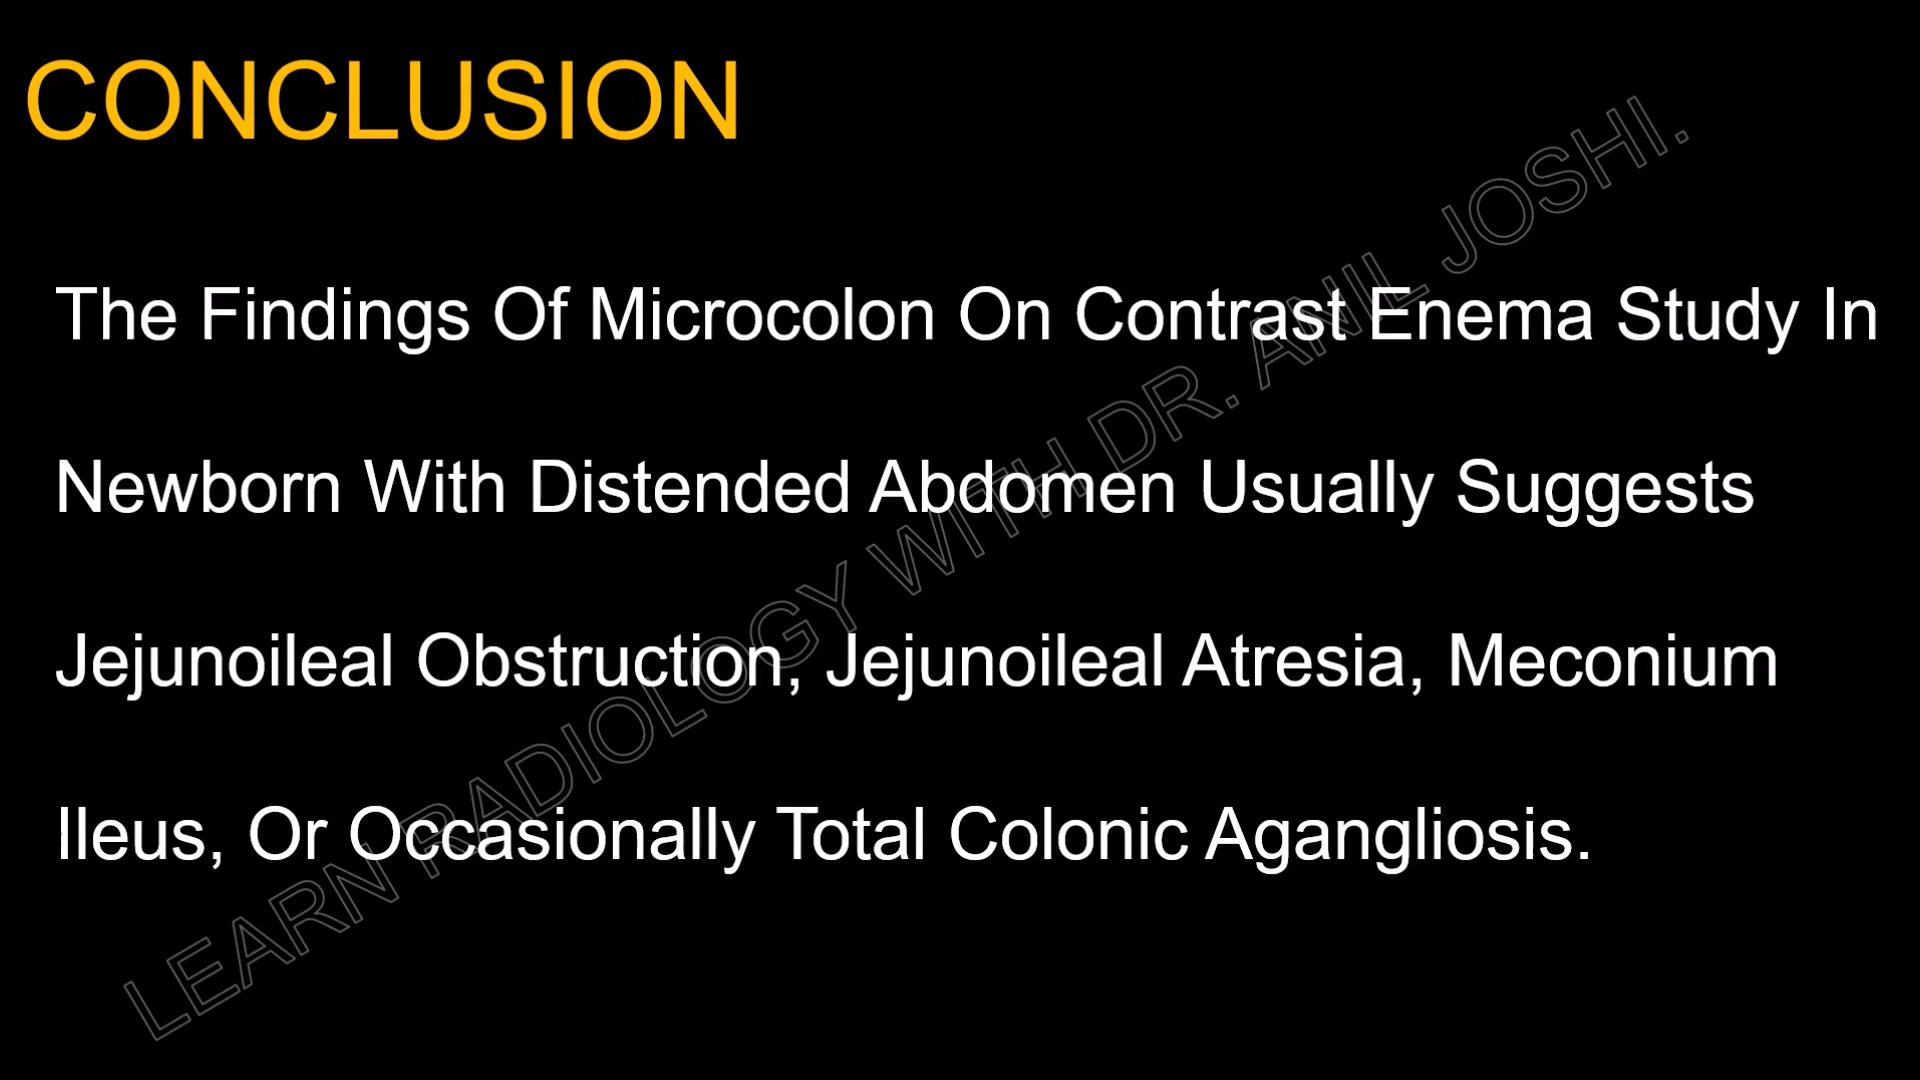 CONCLUSION
The Findings Of Microcolon On Contrast Enema Study In
Newborn With Distended Abdomen Usually Suggests
Jejunoileal Obstruction, Jejunoileal Atresia, Meconium
Ileus, Or Occasionally Total Colonic Agangliosis.
LEARN RADIOLOGY WITH DR. ANIL JOSHI.